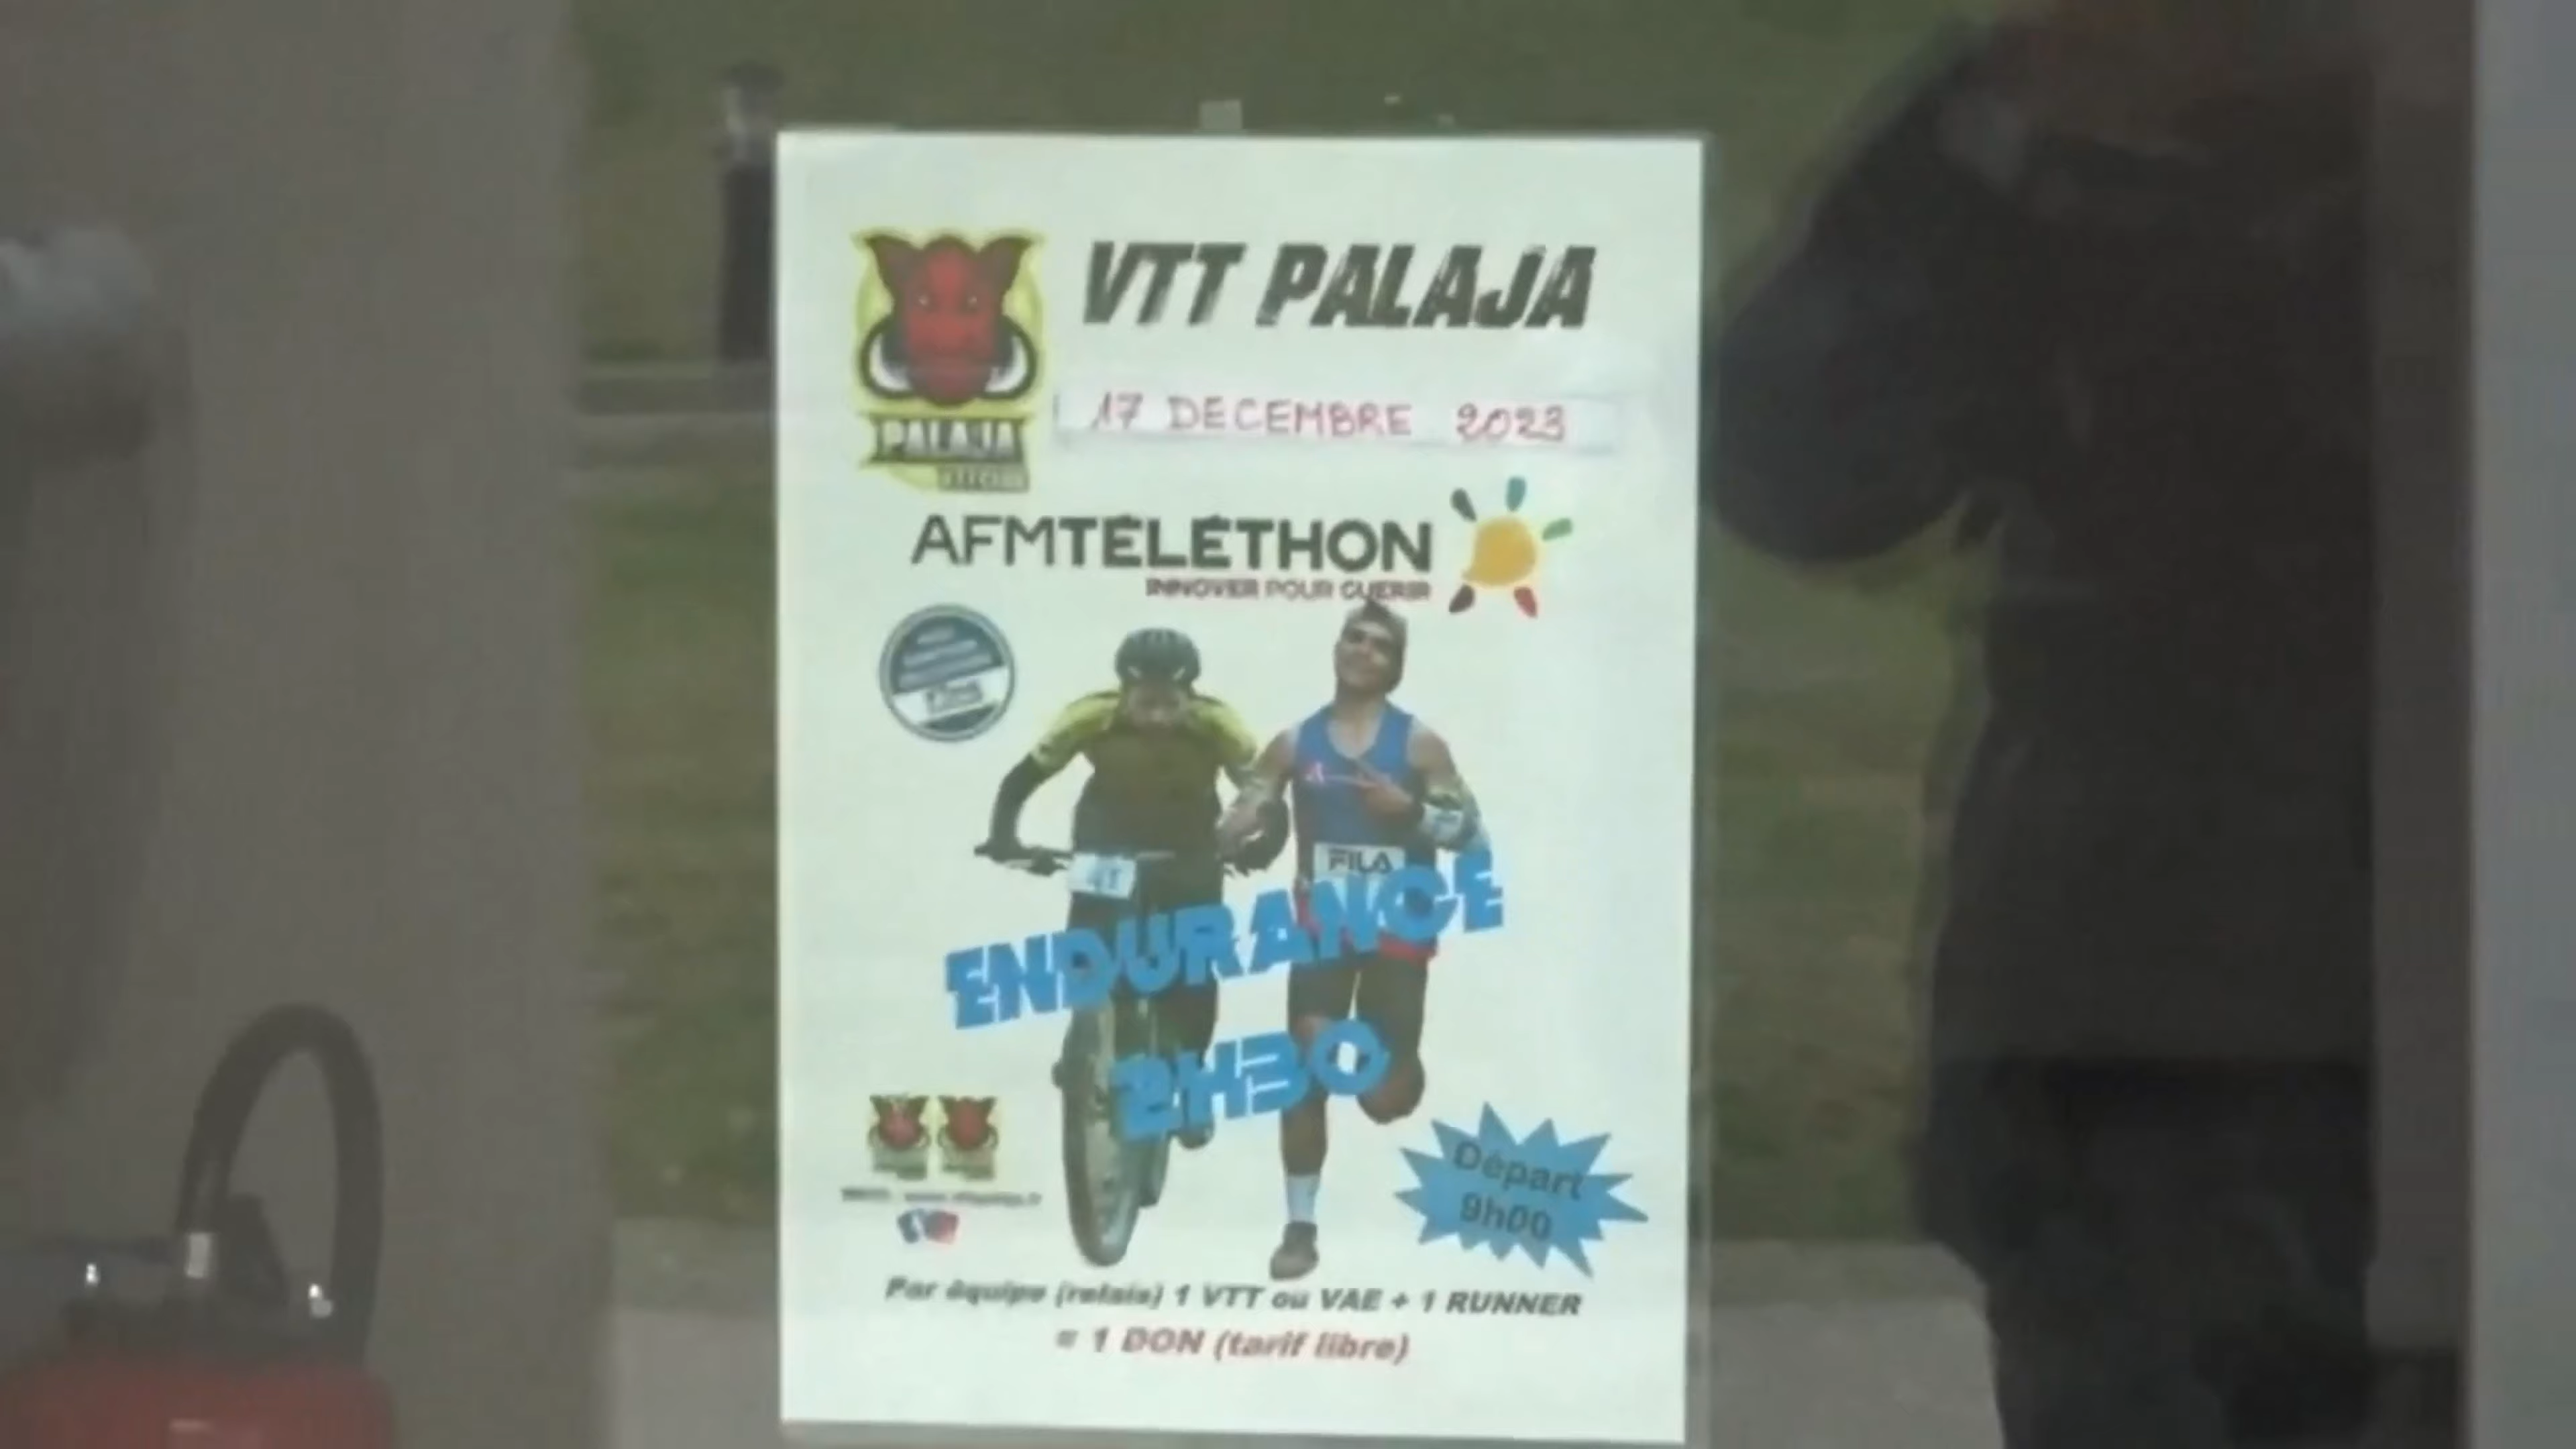 VTT PALAJA
17 DECEMBRE 2023
PALAJA
AFMTÉLÉTHON
INNOVER POUR GUERIR
FILA
41
ENDURANCE
2H30
Départ
9h00
Par équipe (relais) 1 VTT ou VAE + 1 RUNNER
= 1 DON (tarif libre)